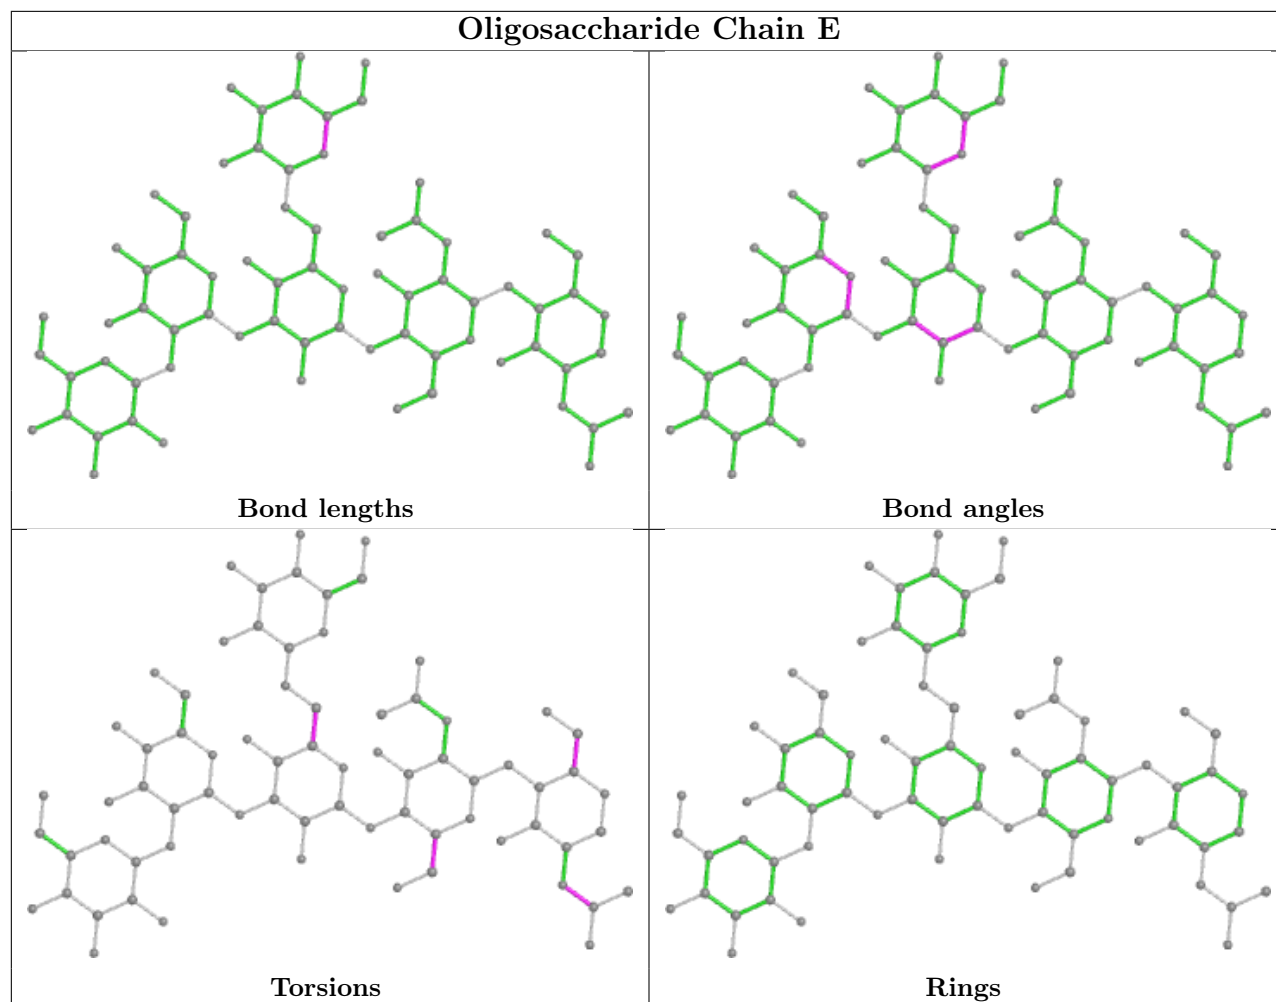 Oligosaccharide Chain E
Bond lengths
Bond angles
Torsions
Rings